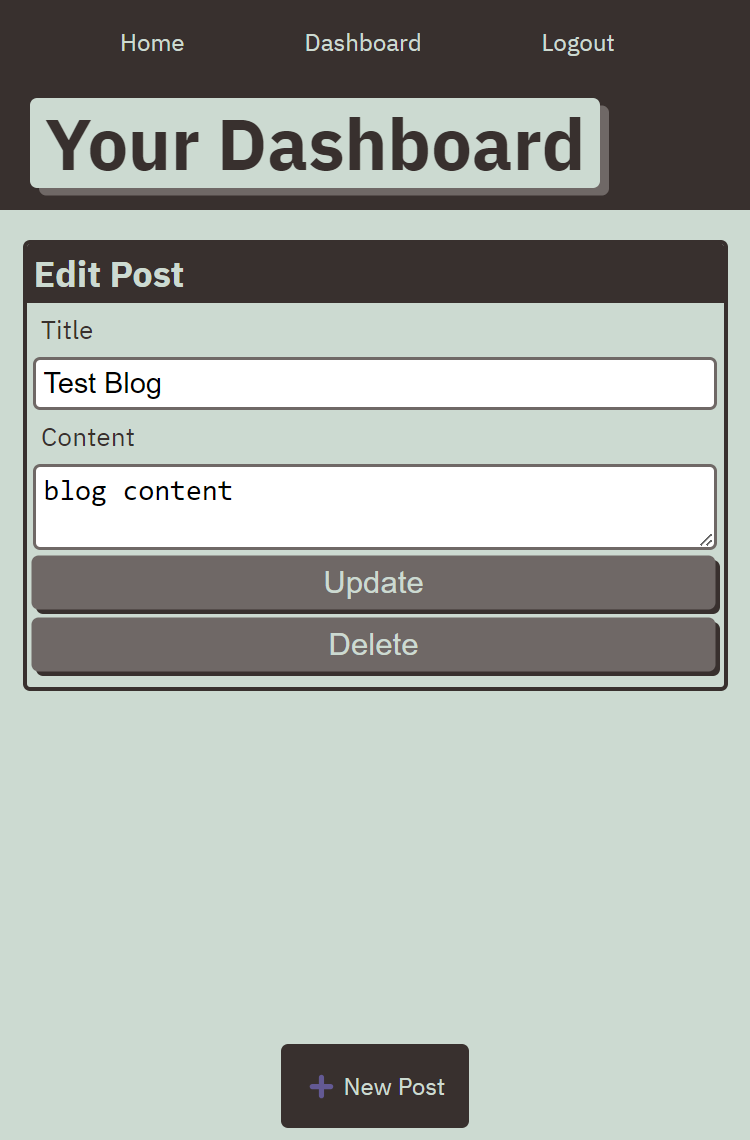 Home Dashboard Logout
Your Dashboard
Edit Post
Title
Test Blog
Content
blog content
Update
Delete
New Post